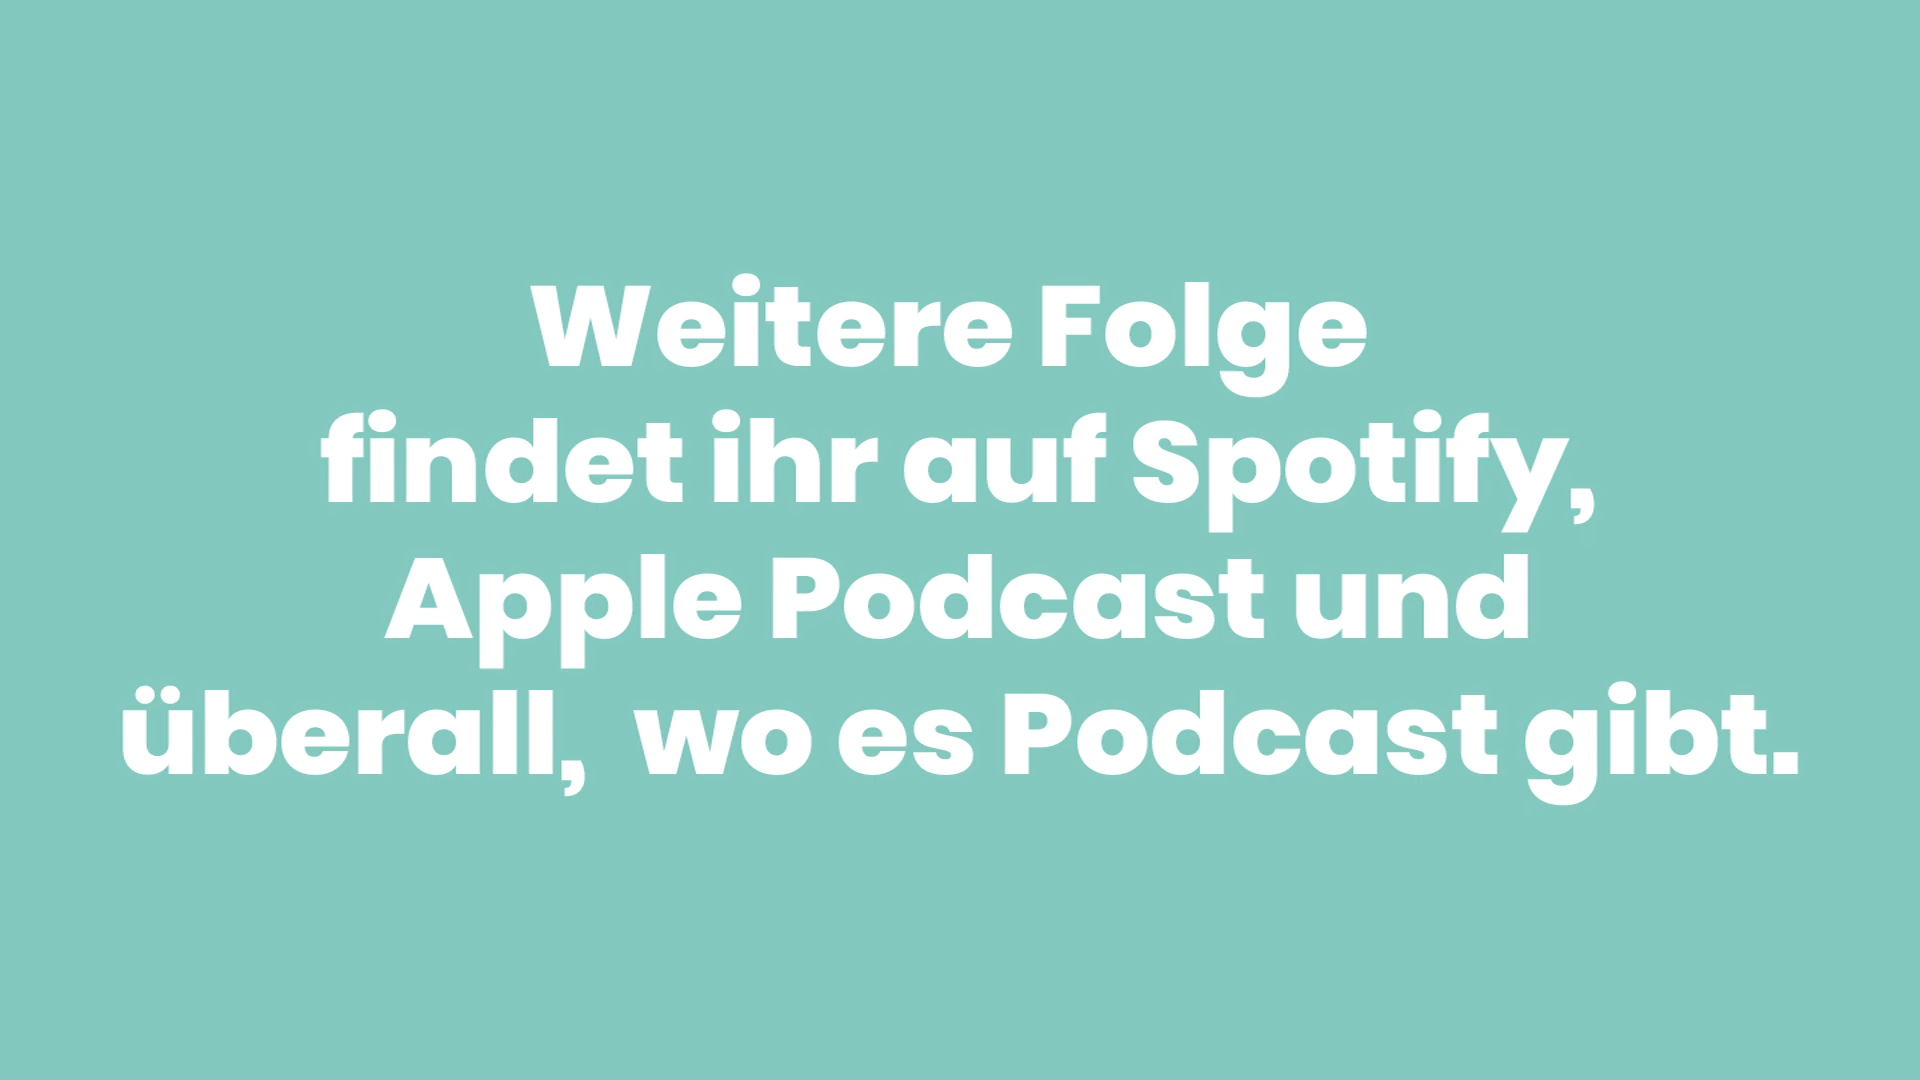 Weitere Folge
findet ihr auf Spotify,
Apple Podcast und
überall, wo es Podcast gibt.